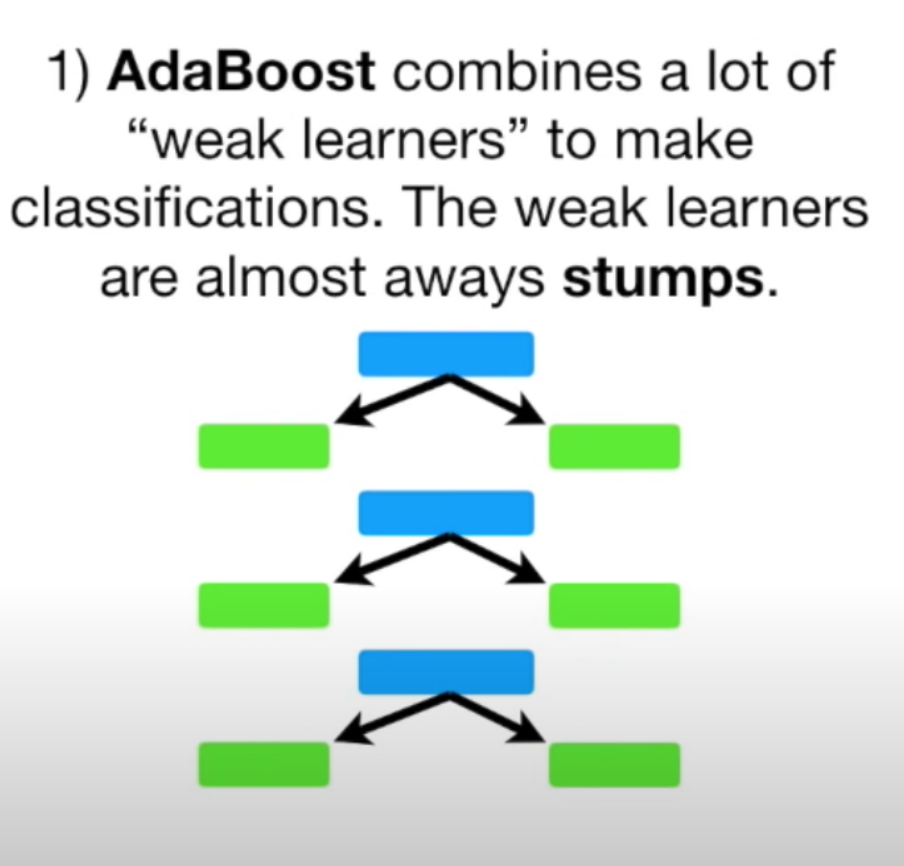 1) AdaBoost combines a lot of
“weak learners” to make
classifications. The weak learners
are almost aways stumps.